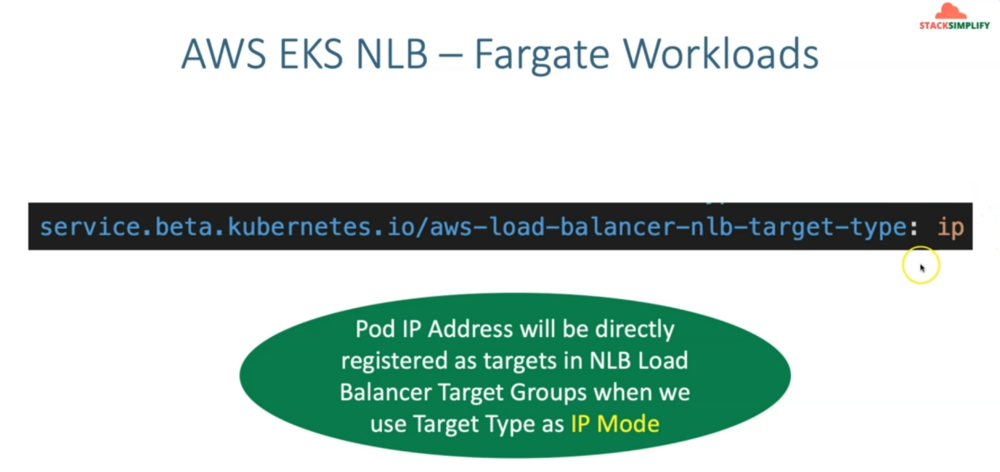 STACKSIMPLIFY
AWS EKS NLB – Fargate Workloads
service.beta.kubernetes.io/aws-load-balancer-nlb-target-type: ip
Pod IP Address will be directly
registered as targets in NLB Load
Balancer Target Groups when we
use Target Type as IP Mode